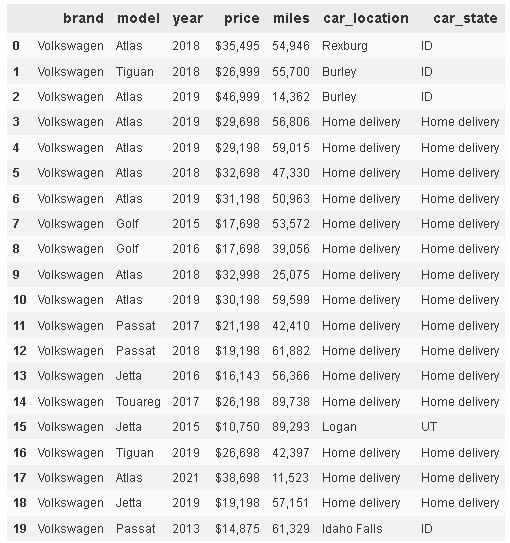 brand model year price miles car_location car_state
0 Volkswagen Atlas 2018 $35,495 54,946 Rexburg ID
1 Volkswagen Tiguan 2018 $26,999 55,700 Burley ID
2 Volkswagen Atlas 2019 $46,999 14,362 Burley ID
3 Volkswagen Atlas 2019 $29,698 56,806 Home delivery Home delivery
4 Volkswagen Atlas 2019 $29,198 59,015 Home delivery Home delivery
5 Volkswagen Atlas 2018 $32,698 47,330 Home delivery Home delivery
6 Volkswagen Atlas 2019 $31,198 50,963 Home delivery Home delivery
7 Volkswagen Golf 2015 $17,698 53,572 Home delivery Home delivery
8 Volkswagen Golf 2016 $17,698 39,056 Home delivery Home delivery
9 Volkswagen Atlas 2018 $32,998 25,075 Home delivery Home delivery
10 Volkswagen Atlas 2019 $30,198 59,599 Home delivery Home delivery
11 Volkswagen Passat 2017 $21,198 42,410 Home delivery Home delivery
12 Volkswagen Passat 2018 $19,198 61,882 Home delivery Home delivery
13 Volkswagen Jetta 2016 $16,143 56,366 Home delivery Home delivery
14 Volkswagen Touareg 2017 $26,198 89,738 Home delivery Home delivery
15 Volkswagen Jetta 2015 $10,750 89,293 Logan UT
16 Volkswagen Tiguan 2019 $26,698 42,397 Home delivery Home delivery
17 Volkswagen Atlas 2021 $38,698 11,523 Home delivery Home delivery
18 Volkswagen Jetta 2019 $19,198 57,151 Home delivery Home delivery
19 Volkswagen Passat 2013 $14,875 61,329 Idaho Falls ID